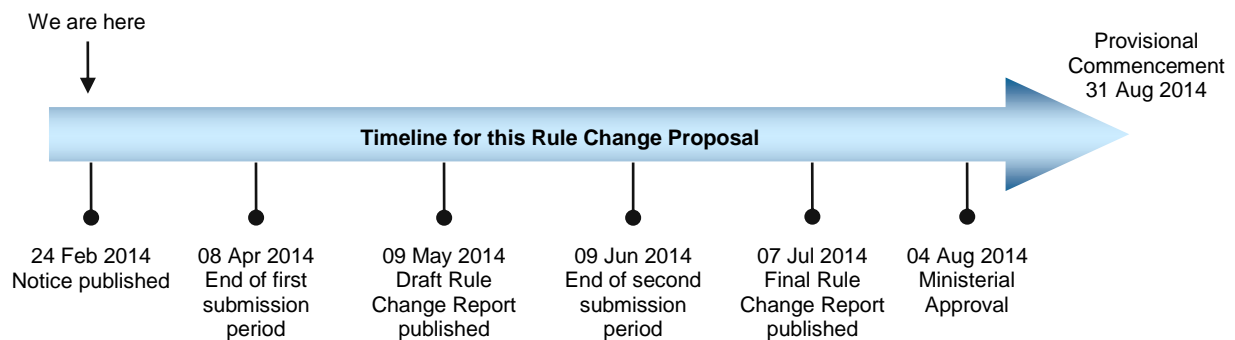 We are here
Provisional
Commencement
31 Aug 2014
Timeline for this Rule Change Proposal
24 Feb 2014
Notice published
08 Apr 2014
End of first
submission
period
09 May 2014
Draft Rule
Change Report
published
09 Jun 2014
End of second
submission
period
07 Jul 2014
Final Rule
Change Report
published
04 Aug 2014
Ministerial
Approval